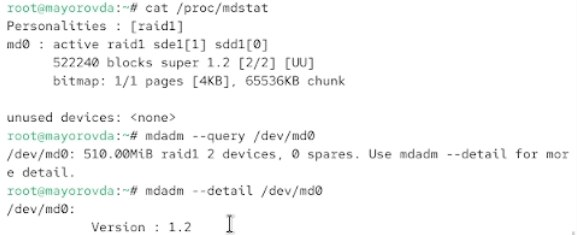 root@mayorovda:~# cat /proc/mdstat
Personalities : [raid1]
md0 : active raid1 sde1[1] sdd1[0]
      522240 blocks super 1.2 [2/2] [UU]
      bitmap: 1/1 pages [4KB], 65536KB chunk

unused devices: <none>
root@mayorovda:~# mdadm --query /dev/md0
/dev/md0: 510.00MiB raid1 2 devices, 0 spares. Use mdadm --detail for mor
e detail.
root@mayorovda:~# mdadm --detail /dev/md0
/dev/md0:
           Version : 1.2